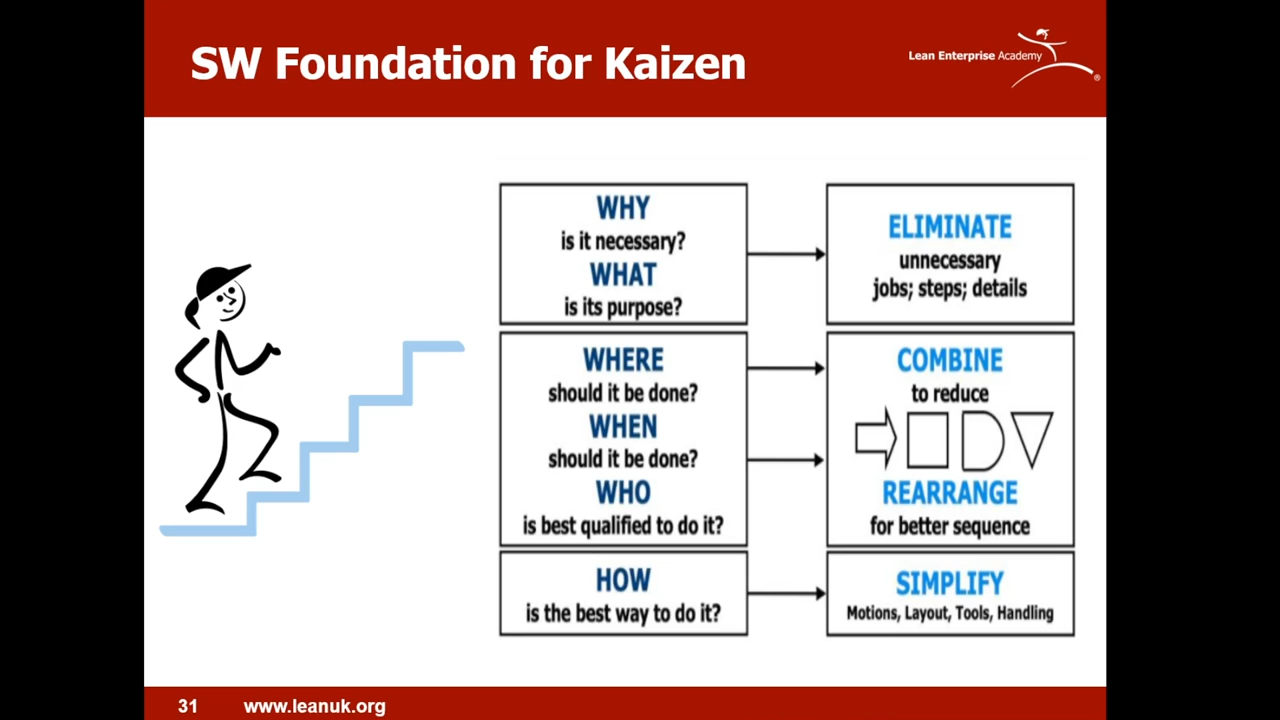 SW Foundation for Kaizen
Lean Enterprise Academy
®
WHY
is it necessary?
WHAT
is its purpose?
ELIMINATE
unnecessary
jobs; steps; details
WHERE
should it be done?
WHEN
should it be done?
WHO
is best qualified to do it?
COMBINE
to reduce
REARRANGE
for better sequence
HOW
is the best way to do it?
SIMPLIFY
Motions, Layout, Tools, Handling
31
www.leanuk.org